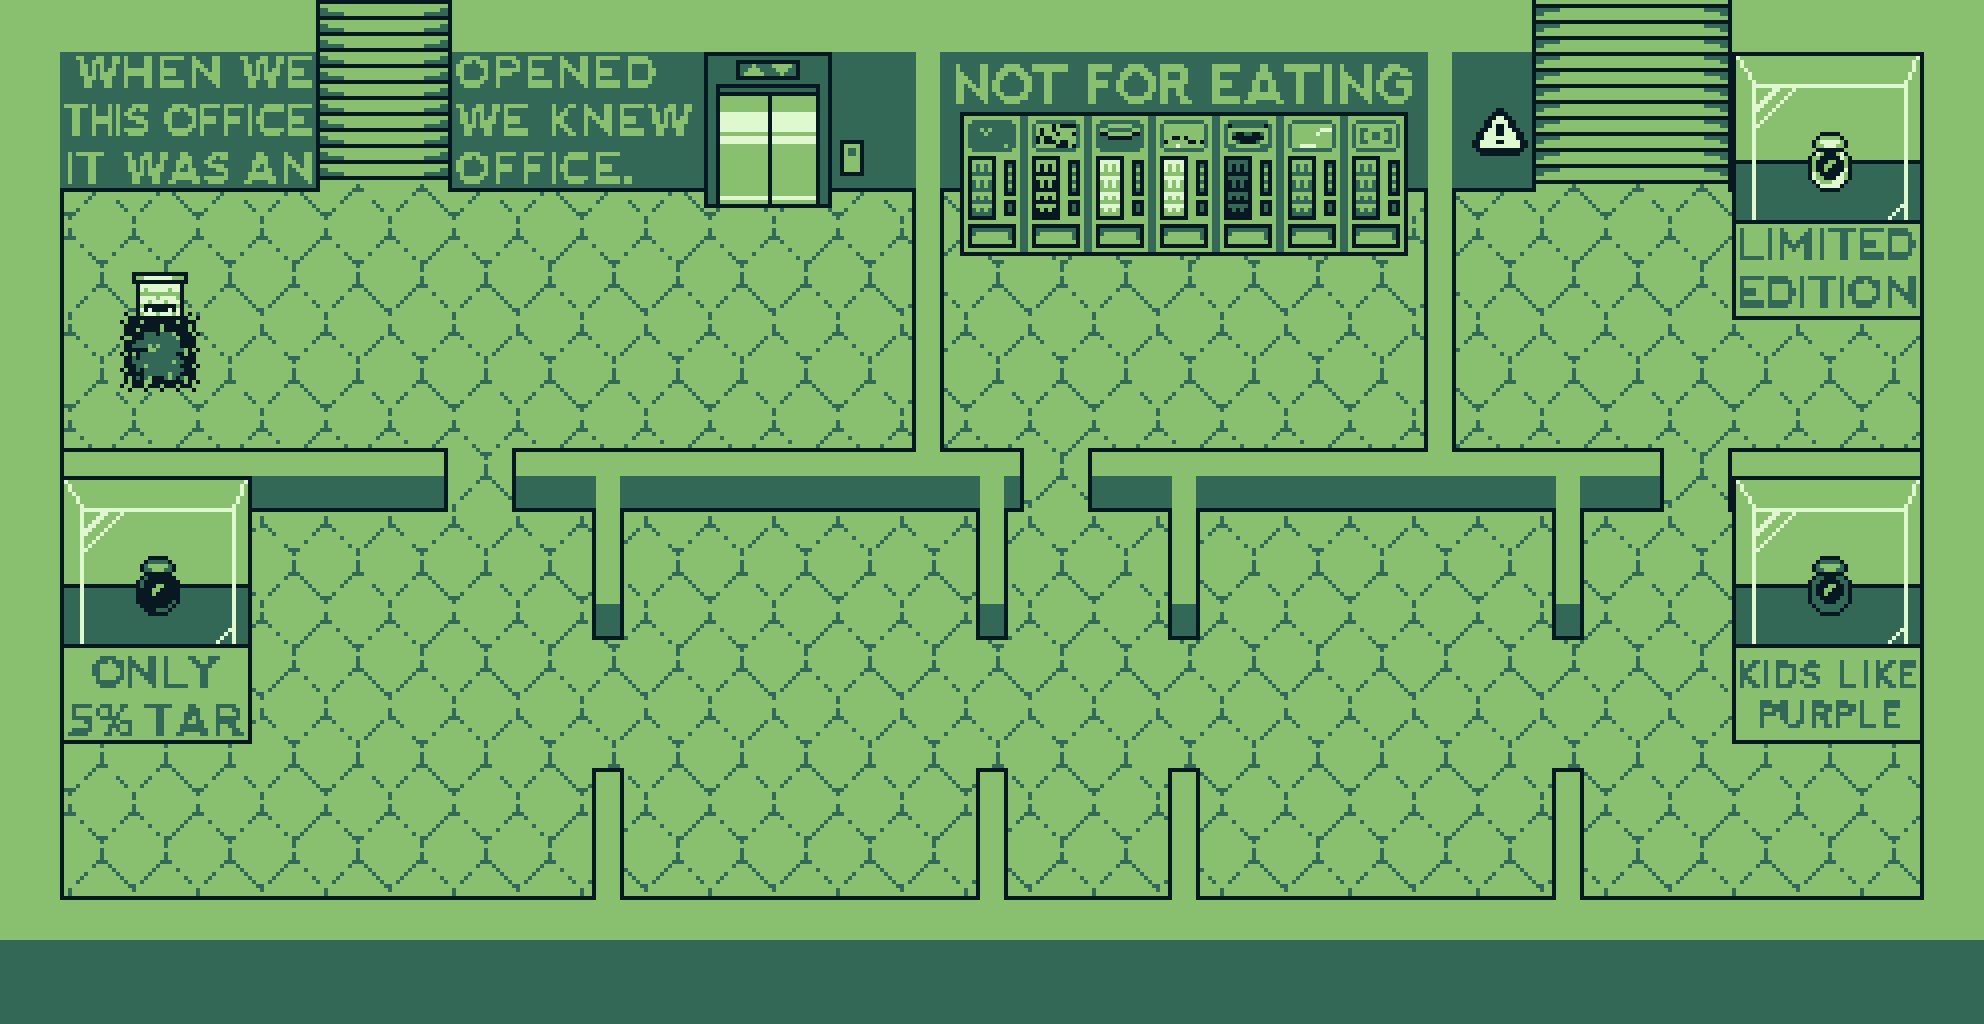 WHEN WE OPENED
THIS OFFICE WE KNEW
IT WAS AN OFFICE.
NOT FOR EATING
LIMITED
EDITION
ONLY
5% TAR
KIDS LIKE
PURPLE